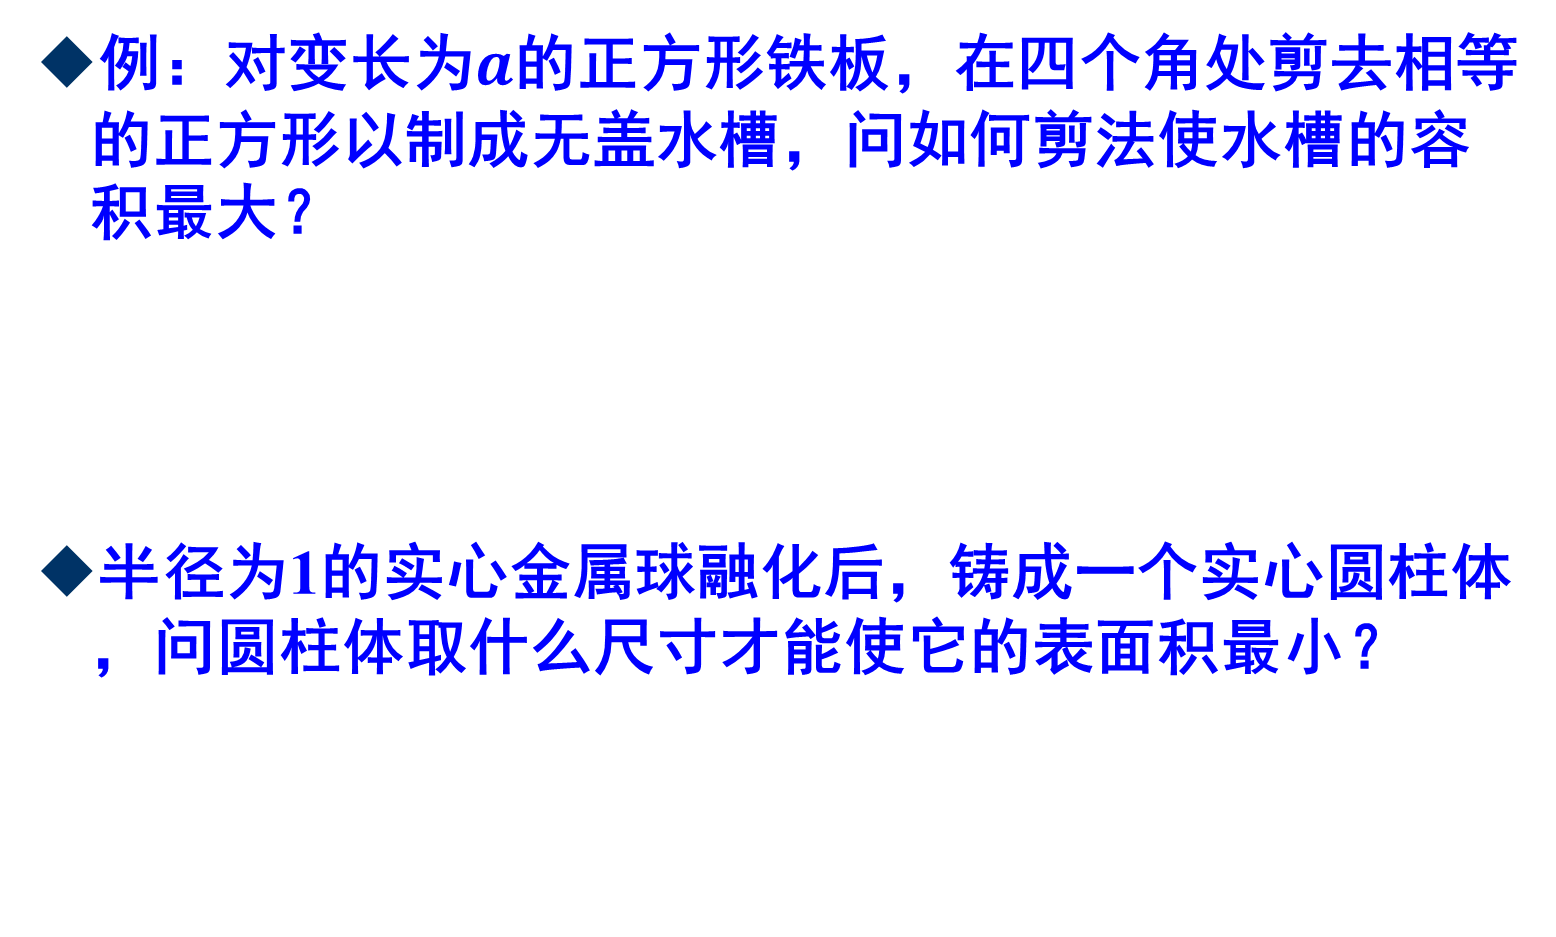 ◆例：对变长为a的正方形铁板，在四个角处剪去相等
的正方形以制成无盖水槽，问如何剪法使水槽的容
积最大？
◆半径为1的实心金属球融化后，铸成一个实心圆柱体
，问圆柱体取什么尺寸才能使它的表面积最小？